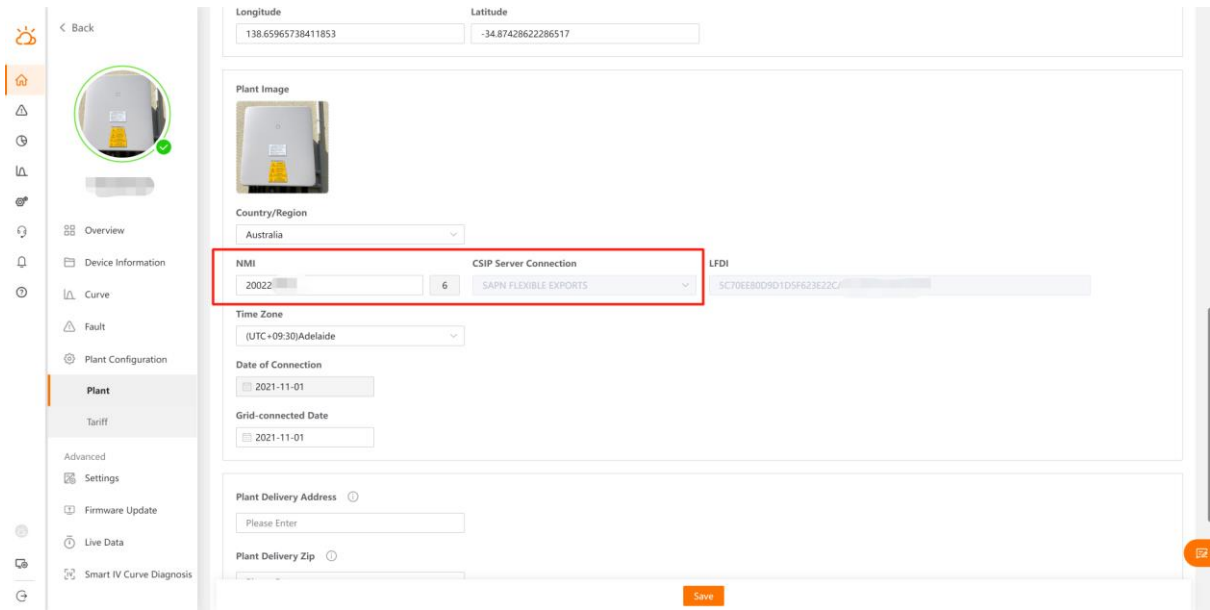 Back
Overview
Device Information
Curve
Fault
Plant Configuration
Plant
Tariff
Advanced
Settings
Firmware Update
Live Data
Smart IV Curve Diagnosis
Longitude Latitude
138.65965738411853 -34.87428622286517
Plant Image
Country/Region
Australia
NMI CSIP Server Connection LFDI
20022 6 SAPN FLEXIBLE EXPORTS 5C70EE80D9D1D5F623E22C
Time Zone
(UTC+09:30)Adelaide
Date of Connection
2021-11-01
Grid-connected Date
2021-11-01
Plant Delivery Address
Please Enter
Plant Delivery Zip
Save